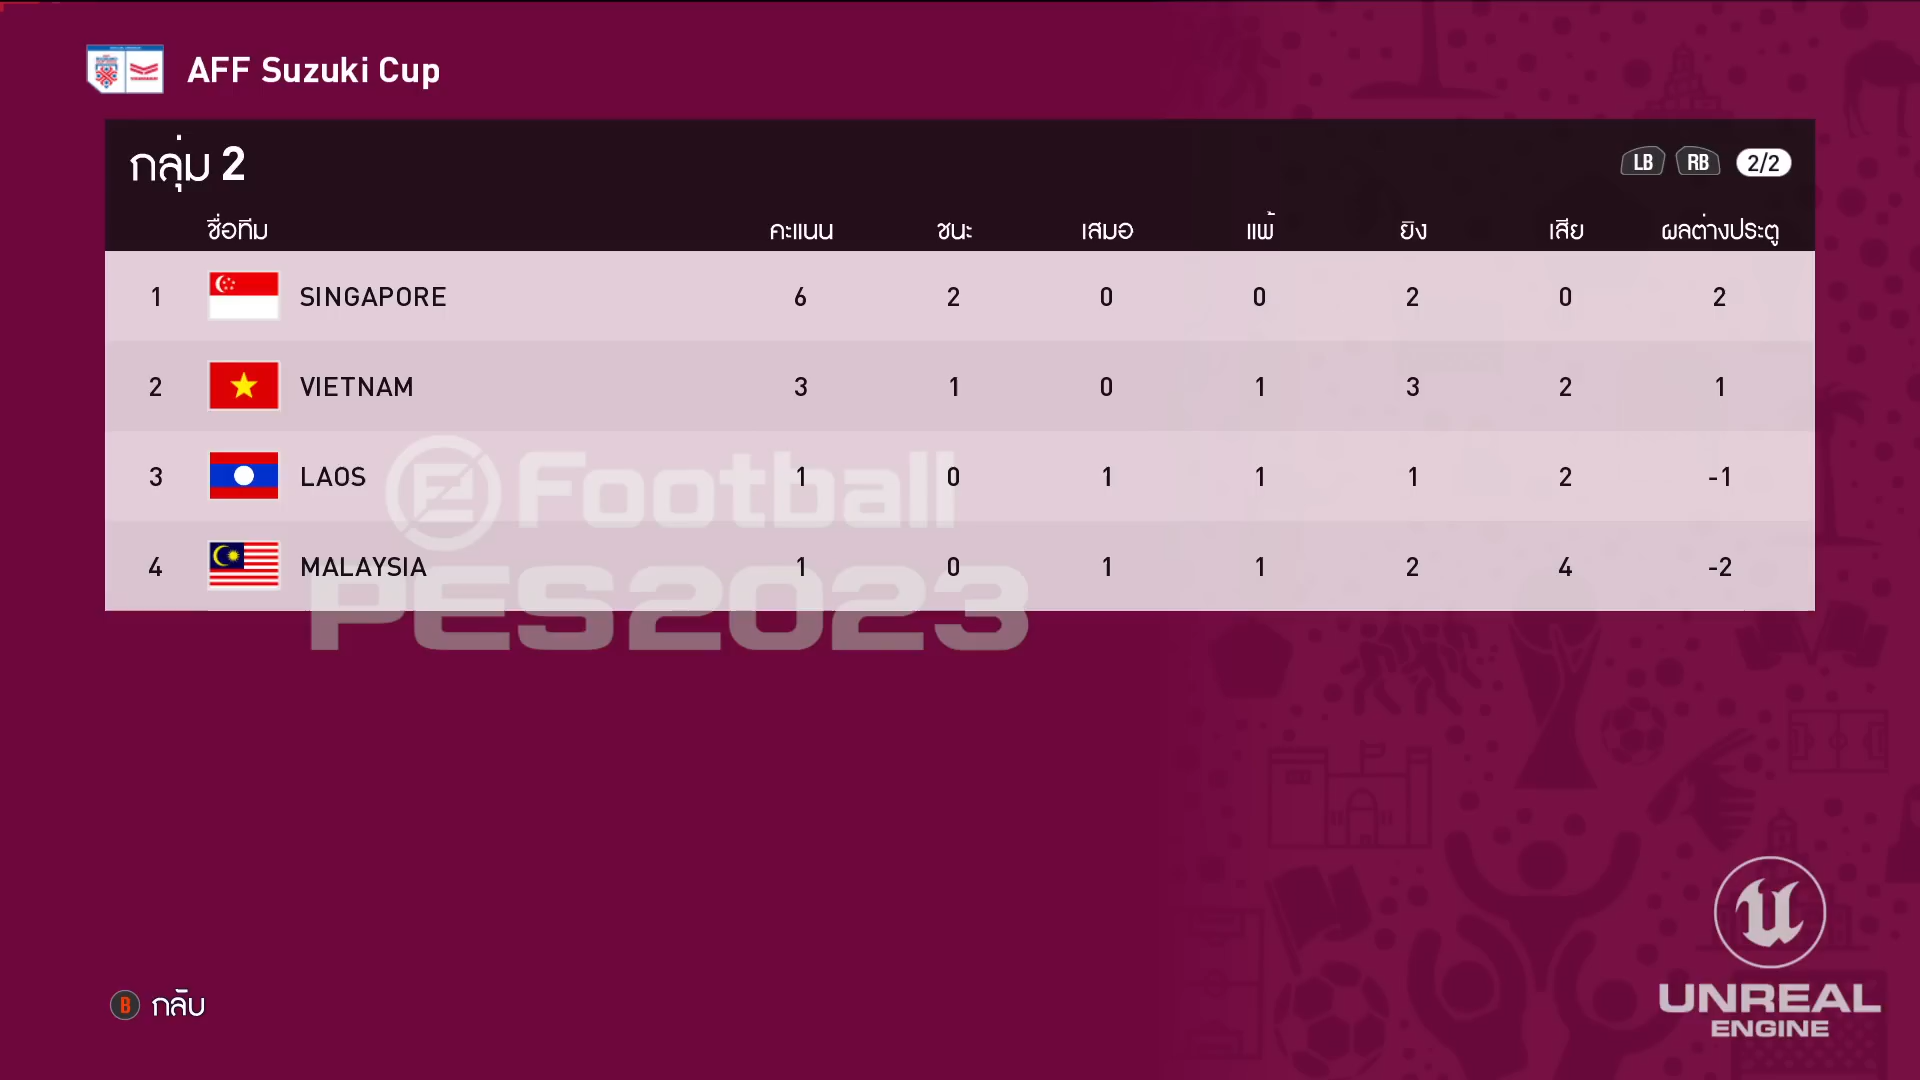 AFF Suzuki Cup
กลุ่ม 2
LB RB 2/2
ชื่อทีม คะแนน ชนะ เสมอ แพ้ ยิง เสีย ผลต่างประตู
1 SINGAPORE 6 2 0 0 2 0 2
2 VIETNAM 3 1 0 1 3 2 1
3 LAOS 1 0 1 1 1 2 -1
4 MALAYSIA 1 0 1 1 2 4 -2
eFootball
PES2023
UNREAL
ENGINE
B กลับ